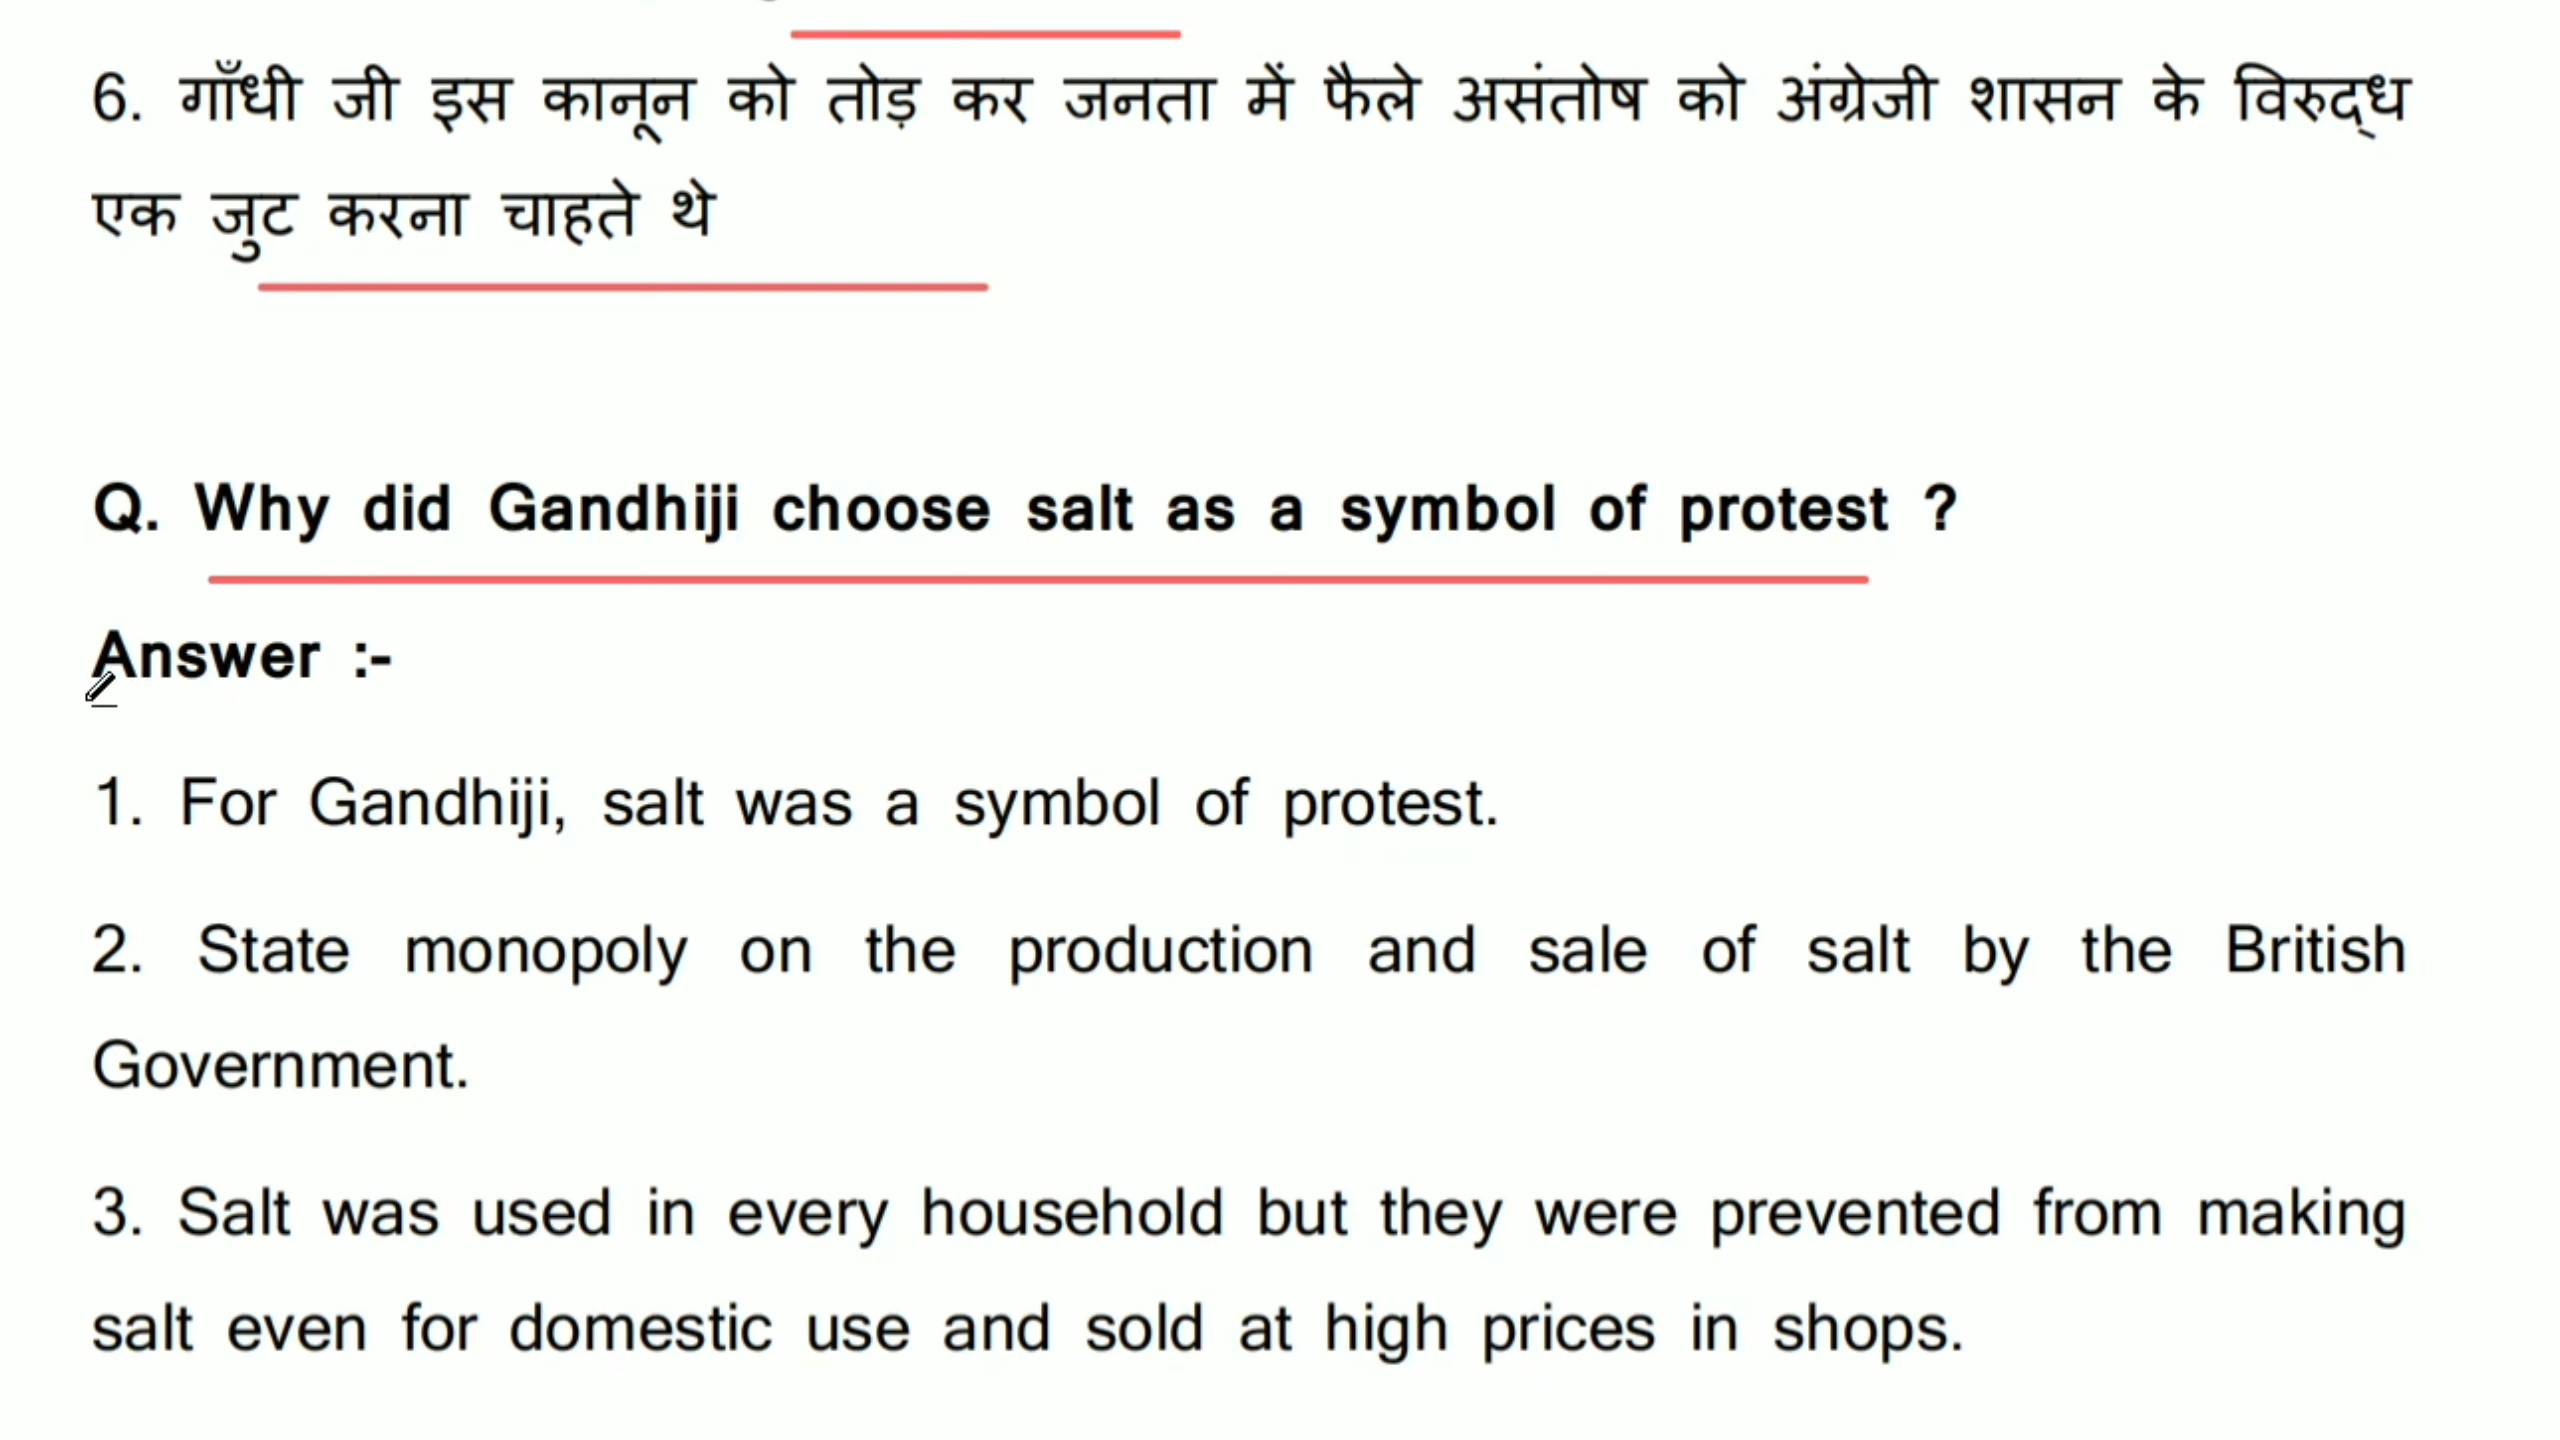 6. गाँधी जी इस कानून को तोड़ कर जनता में फैले असंतोष को अंग्रेजी शासन के विरुद्ध
एक जुट करना चाहते थे
Q. Why did Gandhiji choose salt as a symbol of protest ?
Answer :-
1. For Gandhiji, salt was a symbol of protest.
2. State monopoly on the production and sale of salt by the British
Government.
3. Salt was used in every household but they were prevented from making
salt even for domestic use and sold at high prices in shops.